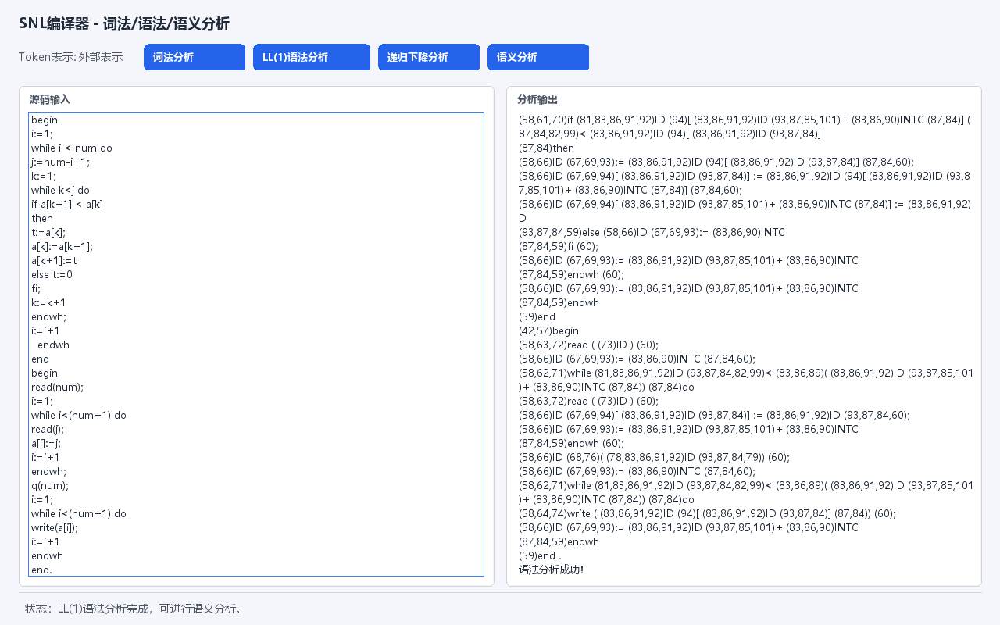 SNL编译器 - 词法/语法/语义分析
Token表示: 外部表示
词法分析
LL(1)语法分析
递归下降分析
语义分析
源码输入
begin
i:=1;
while i < num do
j:=num-i+1;
k:=1;
while k<j do
if a[k+1] < a[k]
then
t:=a[k];
a[k]:=a[k+1];
a[k+1]:=t
else t:=0
fi;
k:=k+1
endwh;
i:=i+1
  endwh
end
begin
read(num);
i:=1;
while i<(num+1) do
read(j);
a[i]:=j;
i:=i+1
endwh;
q(num);
i:=1;
while i<(num+1) do
write(a[i]);
i:=i+1
endwh
end.
分析输出
(58,61,70)if (81,83,86,91,92)ID (94)[ (83,86,91,92)ID (93,87,85,101)+ (83,86,90)INTC (87,84)] (
87,84,82,99)< (83,86,91,92)ID (94)[ (83,86,91,92)ID (93,87,84)]
(87,84)then
(58,66)ID (67,69,93):= (83,86,91,92)ID (94)[ (83,86,91,92)ID (93,87,84)] (87,84,60);
(58,66)ID (67,69,94)[ (83,86,91,92)ID (93,87,84)] := (83,86,91,92)ID (94)[ (83,86,91,92)ID (93,8
7,85,101)+ (83,86,90)INTC (87,84)] (87,84,60);
(58,66)ID (67,69,94)[ (83,86,91,92)ID (93,87,85,101)+ (83,86,90)INTC (87,84)] := (83,86,91,92)I
D
(93,87,84,59)else (58,66)ID (67,69,93):= (83,86,90)INTC
(87,84,59)fi (60);
(58,66)ID (67,69,93):= (83,86,91,92)ID (93,87,85,101)+ (83,86,90)INTC
(87,84,59)endwh (60);
(58,66)ID (67,69,93):= (83,86,91,92)ID (93,87,85,101)+ (83,86,90)INTC
(87,84,59)endwh
(59)end
(42,57)begin
(58,63,72)read ( (73)ID ) (60);
(58,66)ID (67,69,93):= (83,86,90)INTC (87,84,60);
(58,62,71)while (81,83,86,91,92)ID (93,87,84,82,99)< (83,86,89)( (83,86,91,92)ID (93,87,85,101
)+ (83,86,90)INTC (87,84)) (87,84)do
(58,63,72)read ( (73)ID ) (60);
(58,66)ID (67,69,94)[ (83,86,91,92)ID (93,87,84)] := (83,86,91,92)ID (93,87,84,60);
(58,66)ID (67,69,93):= (83,86,91,92)ID (93,87,85,101)+ (83,86,90)INTC
(87,84,59)endwh (60);
(58,66)ID (68,76)( (78,83,86,91,92)ID (93,87,84,79)) (60);
(58,66)ID (67,69,93):= (83,86,90)INTC (87,84,60);
(58,62,71)while (81,83,86,91,92)ID (93,87,84,82,99)< (83,86,89)( (83,86,91,92)ID (93,87,85,101
)+ (83,86,90)INTC (87,84)) (87,84)do
(58,64,74)write ( (83,86,91,92)ID (94)[ (83,86,91,92)ID (93,87,84)] (87,84)) (60);
(58,66)ID (67,69,93):= (83,86,91,92)ID (93,87,85,101)+ (83,86,90)INTC
(87,84,59)endwh
(59)end .
语法分析成功!
状态：LL(1)语法分析完成，可进行语义分析。